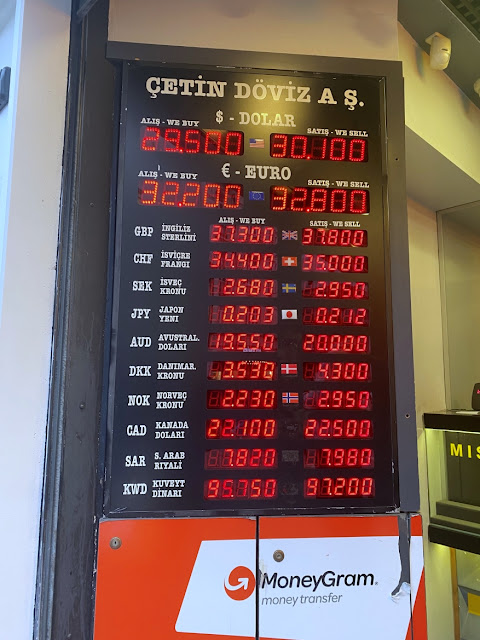 ÇETİN DÖVİZ A Ş.
$ - DOLAR
ALIŞ - WE BUY SATIŞ - WE SELL
29.900 30.100
€ - EURO
ALIŞ - WE BUY SATIŞ - WE SELL
32.200 32.800
ALIŞ - WE BUY SATIŞ - WE SELL
GBP İNGİLİZ STERLİNİ 37.300 37.800
CHF İSVİÇRE FRANGI 34.400 35.000
SEK İSVEÇ KRONU 2.680 2.950
JPY JAPON YENI 0.203 0.212
AUD AVUSTRAL. DOLARI 19.550 20.000
DKK DANIMAR. KRONU 4.300
NOK NORVEÇ KRONU 2.230 2.950
CAD KANADA DOLARI 22.100 22.500
SAR S. ARAB RIYALİ 7.820 7.980
KWD KUVEYT DİNARI 95.750 97.200
MoneyGram
money transfer
MIS